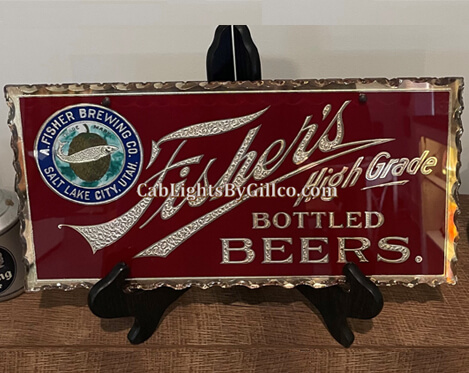 A. FISHER BREWING CO.
SALT LAKE CITY, UTAH.
Fisher's
High Grade
CabLightsByGillco.com
BOTTLED
BEERS.